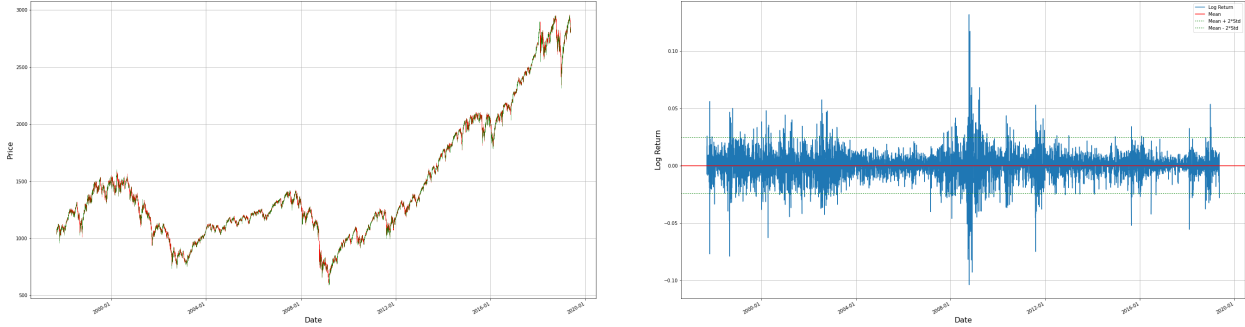 3000
2500
2000
1500
1000
500
Price
2000-01
2004-01
2008-01
2012-01
2016-01
2020-01
Date
Log Return
Mean
Mean + 2*Std
Mean - 2*Std
0.10
0.05
0.00
−0.05
−0.10
Log Return
2000-01
2004-01
2008-01
2012-01
2016-01
2020-01
Date